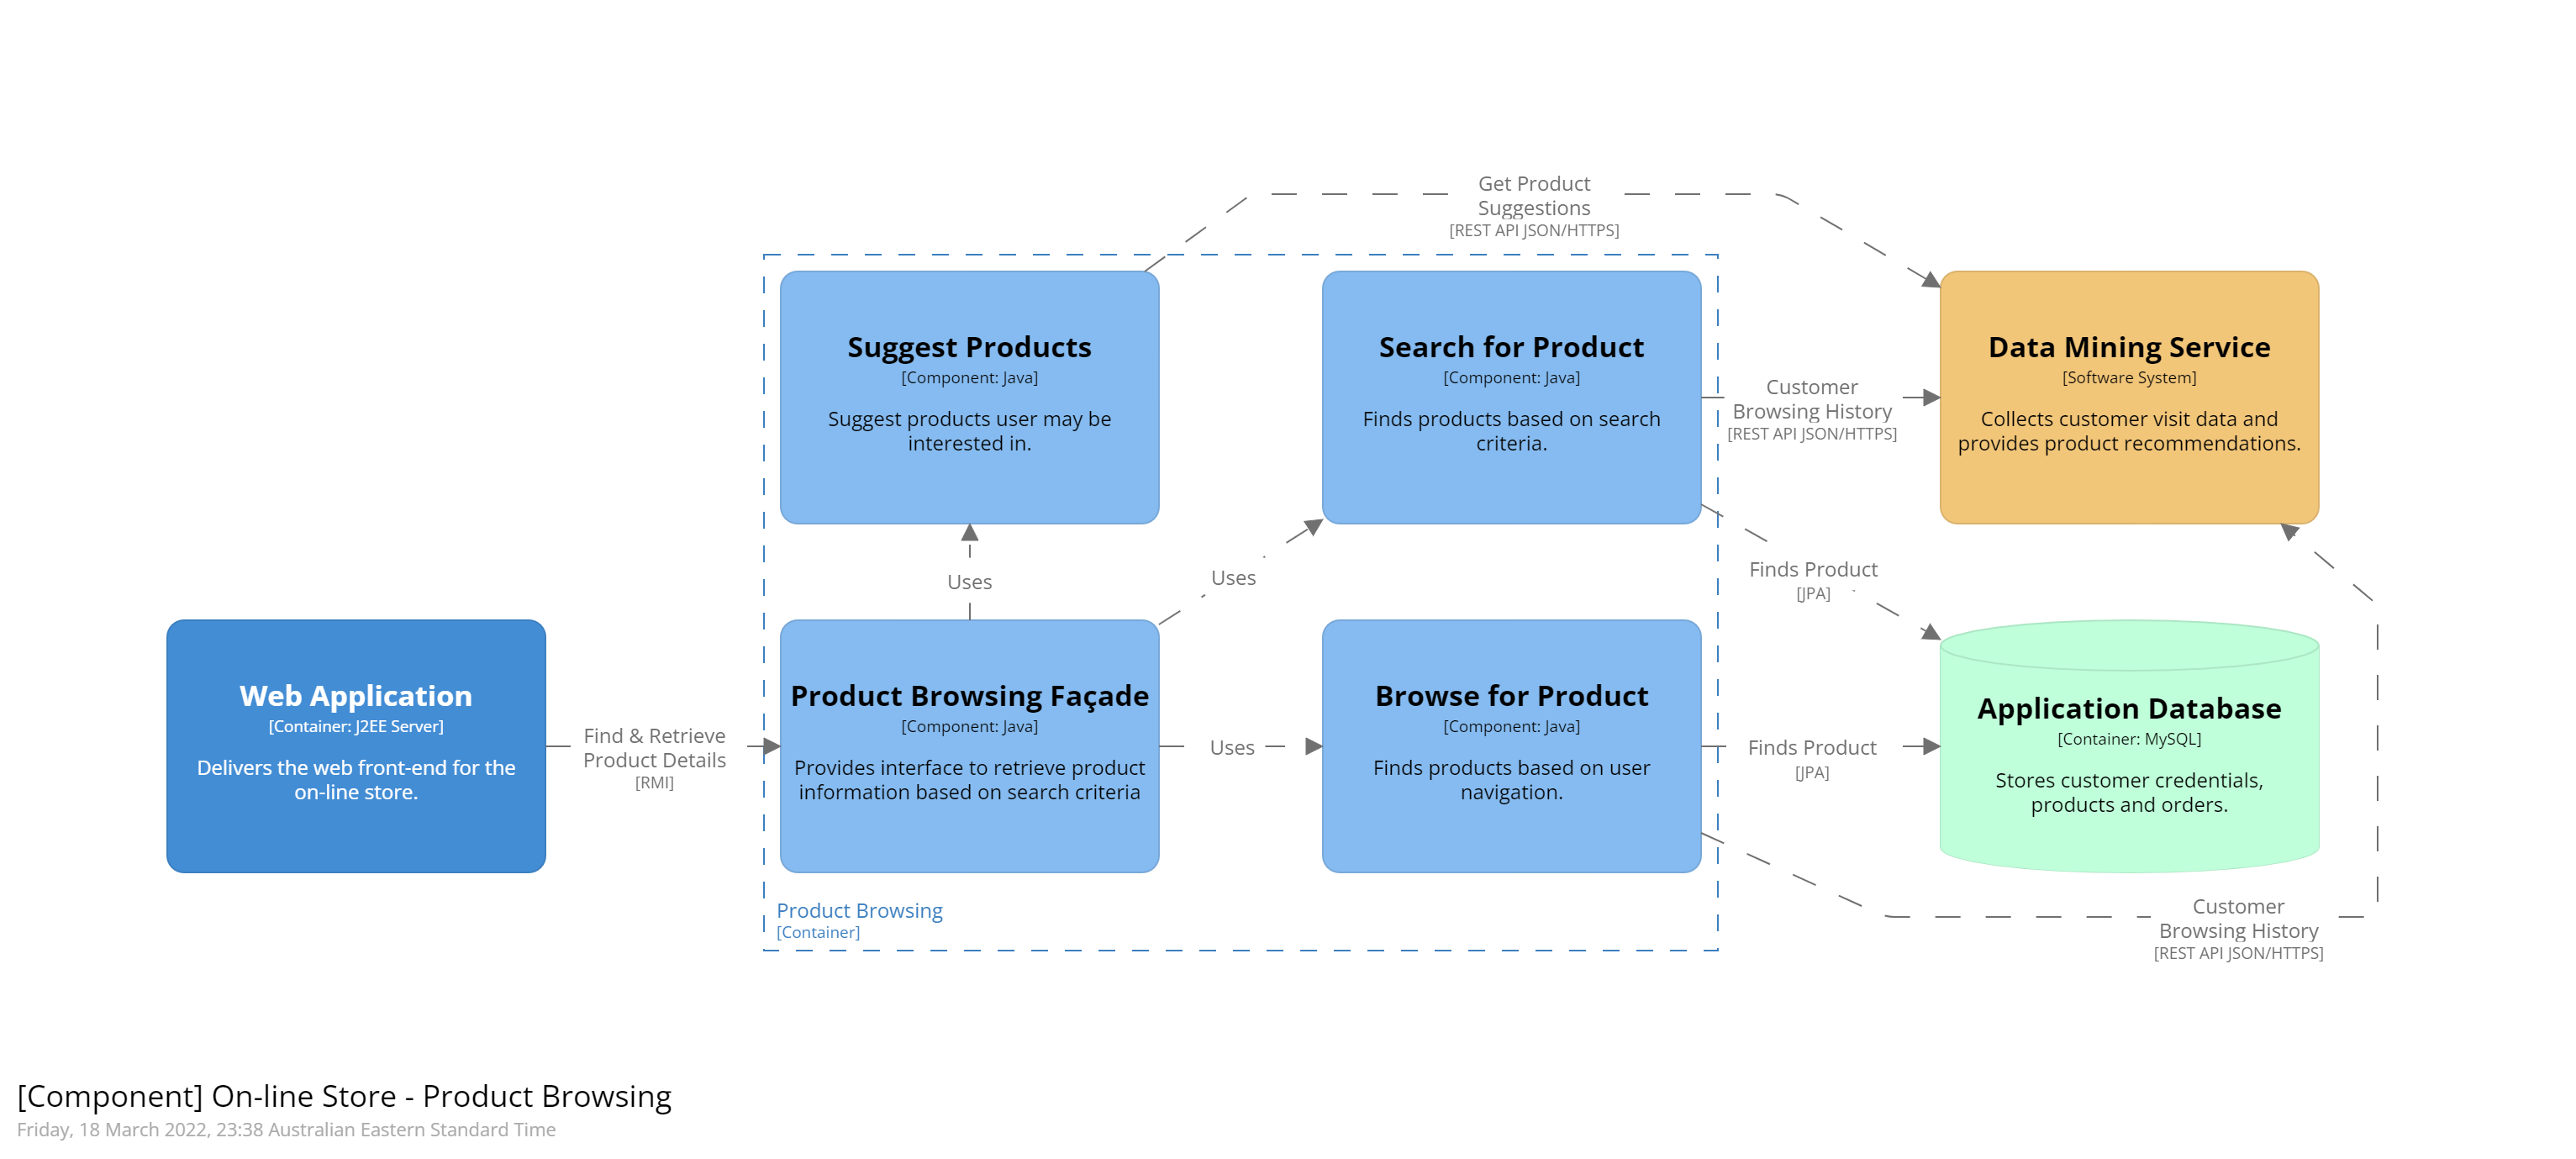 Get Product
Suggestions
[REST API JSON/HTTPS]
Suggest Products
[Component: Java]
Suggest products user may be
interested in.
Search for Product
[Component: Java]
Finds products based on search
criteria.
Customer
Browsing History
[REST API JSON/HTTPS]
Data Mining Service
[Software System]
Collects customer visit data and
provides product recommendations.
Uses
Uses
Finds Product
[JPA]
Web Application
[Container: J2EE Server]
Delivers the web front-end for the
on-line store.
Find & Retrieve
Product Details
[RMI]
Product Browsing Façade
[Component: Java]
Provides interface to retrieve product
information based on search criteria
Uses
Browse for Product
[Component: Java]
Finds products based on user
navigation.
Finds Product
[JPA]
Application Database
[Container: MySQL]
Stores customer credentials,
products and orders.
Product Browsing
[Container]
Customer
Browsing History
[REST API JSON/HTTPS]
[Component] On-line Store - Product Browsing
Friday, 18 March 2022, 23:38 Australian Eastern Standard Time